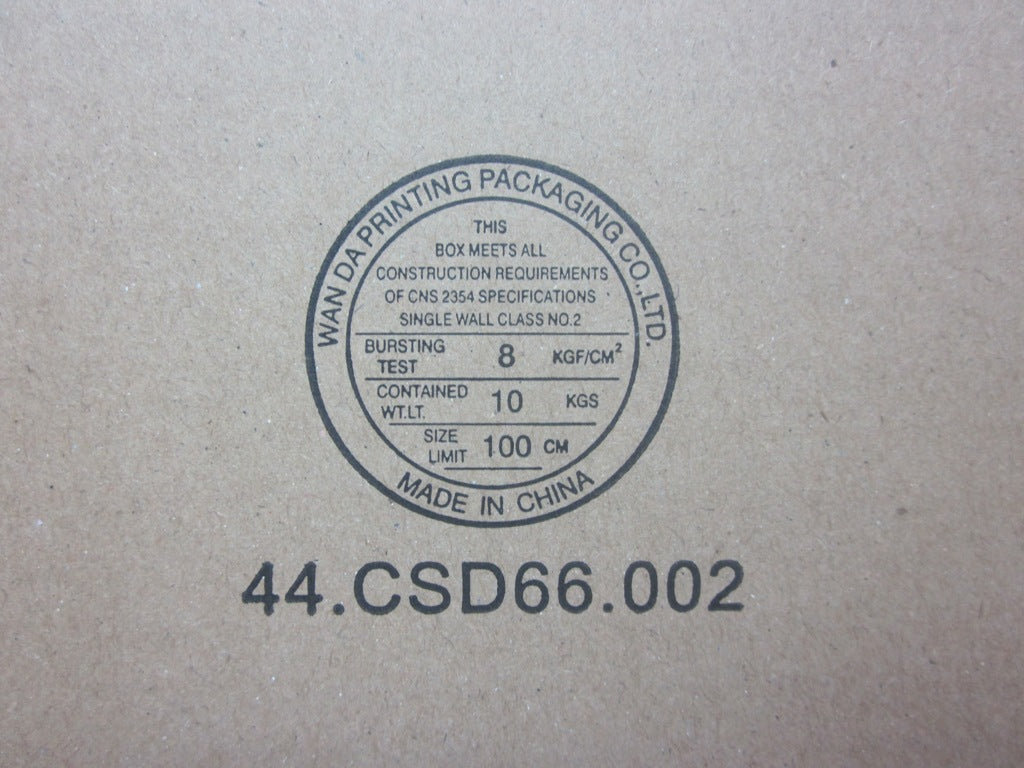 WAN DA PRINTING PACKAGING CO.,LTD.
THIS
BOX MEETS ALL
CONSTRUCTION REQUIREMENTS
OF CNS 2354 SPECIFICATIONS
SINGLE WALL CLASS NO.2
BURSTING TEST 8 KGF/CM²
CONTAINED WT.LT. 10 KGS
SIZE LIMIT 100 CM
MADE IN CHINA
44.CSD66.002